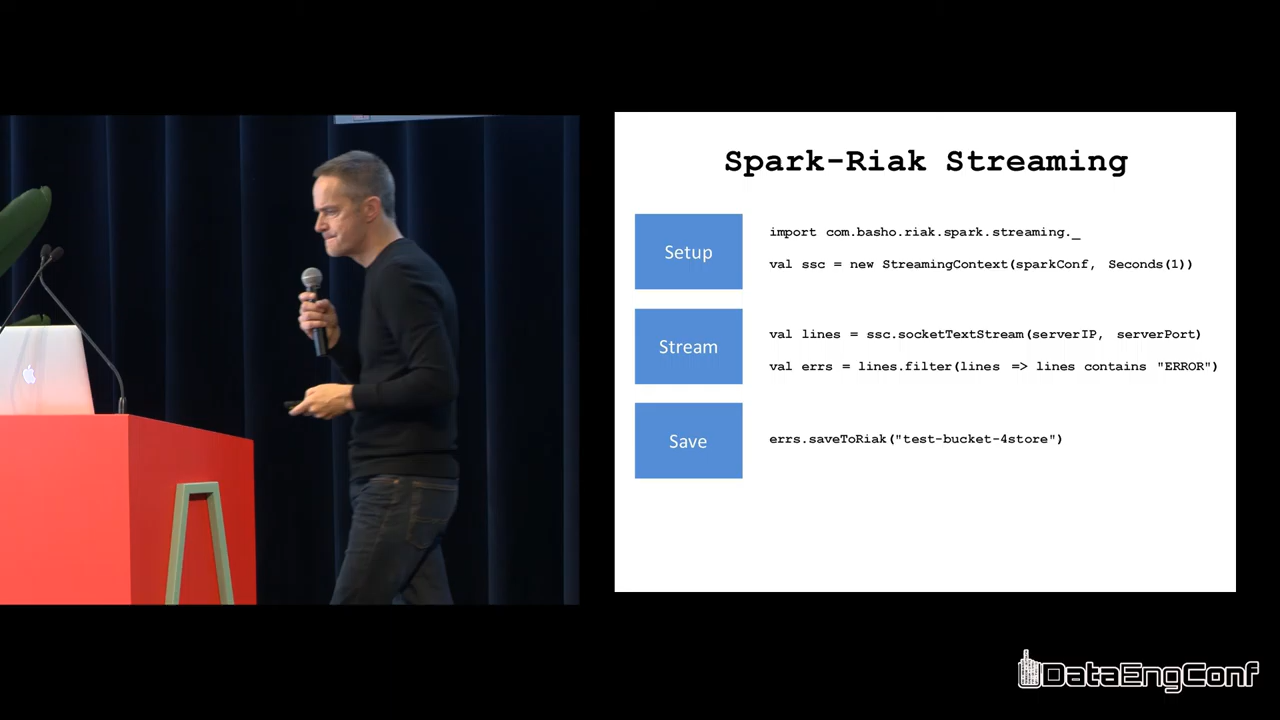 Spark-Riak Streaming
Setup
import com.basho.riak.spark.streaming._
val ssc = new StreamingContext(sparkConf, Seconds(1))
Stream
val lines = ssc.socketTextStream(serverIP, serverPort)
val errs = lines.filter(lines => lines contains "ERROR")
Save
errs.saveToRiak("test-bucket-4store")
DataEngConf